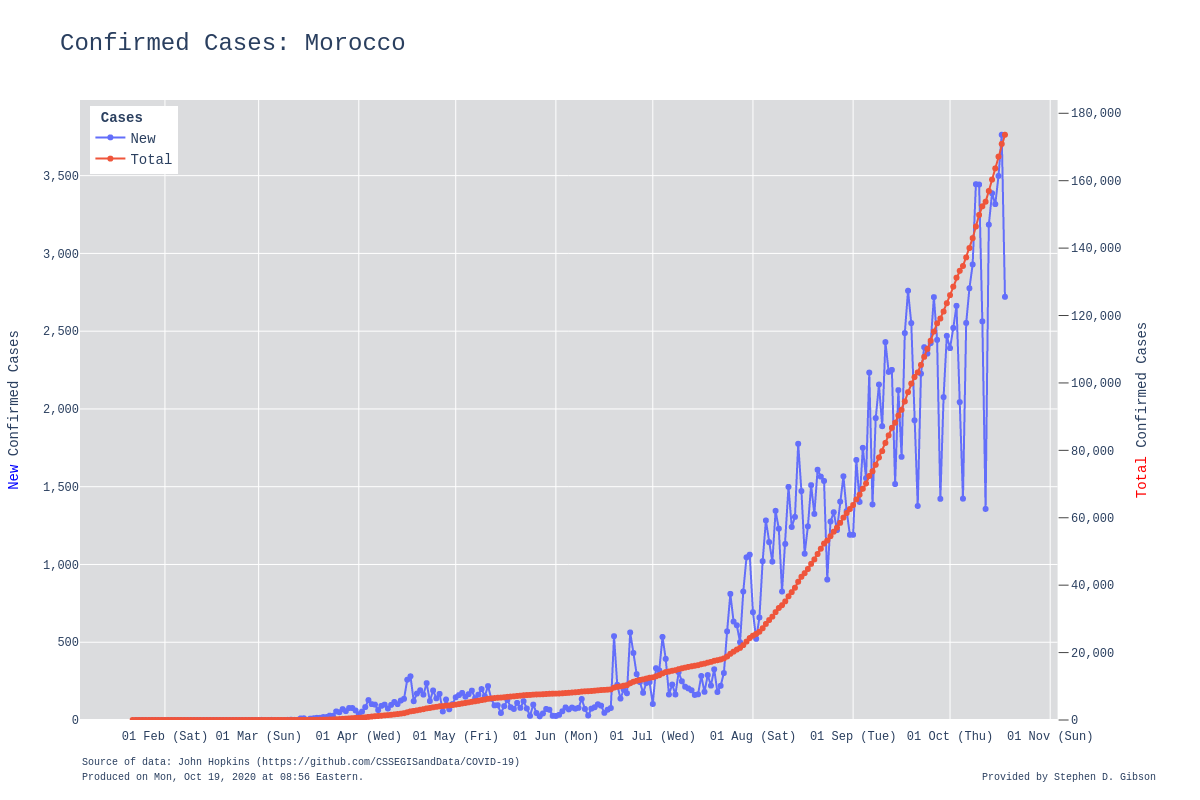 Confirmed Cases: Morocco
Cases
New
Total
3,500
3,000
2,500
2,000
1,500
1,000
500
0
New Confirmed Cases
180,000
160,000
140,000
120,000
100,000
80,000
60,000
40,000
20,000
0
Total Confirmed Cases
01 Feb (Sat) 01 Mar (Sun) 01 Apr (Wed) 01 May (Fri) 01 Jun (Mon) 01 Jul (Wed) 01 Aug (Sat) 01 Sep (Tue) 01 Oct (Thu) 01 Nov (Sun)
Source of data: John Hopkins (https://github.com/CSSEGISandData/COVID-19)
Produced on Mon, Oct 19, 2020 at 08:56 Eastern.
Provided by Stephen D. Gibson